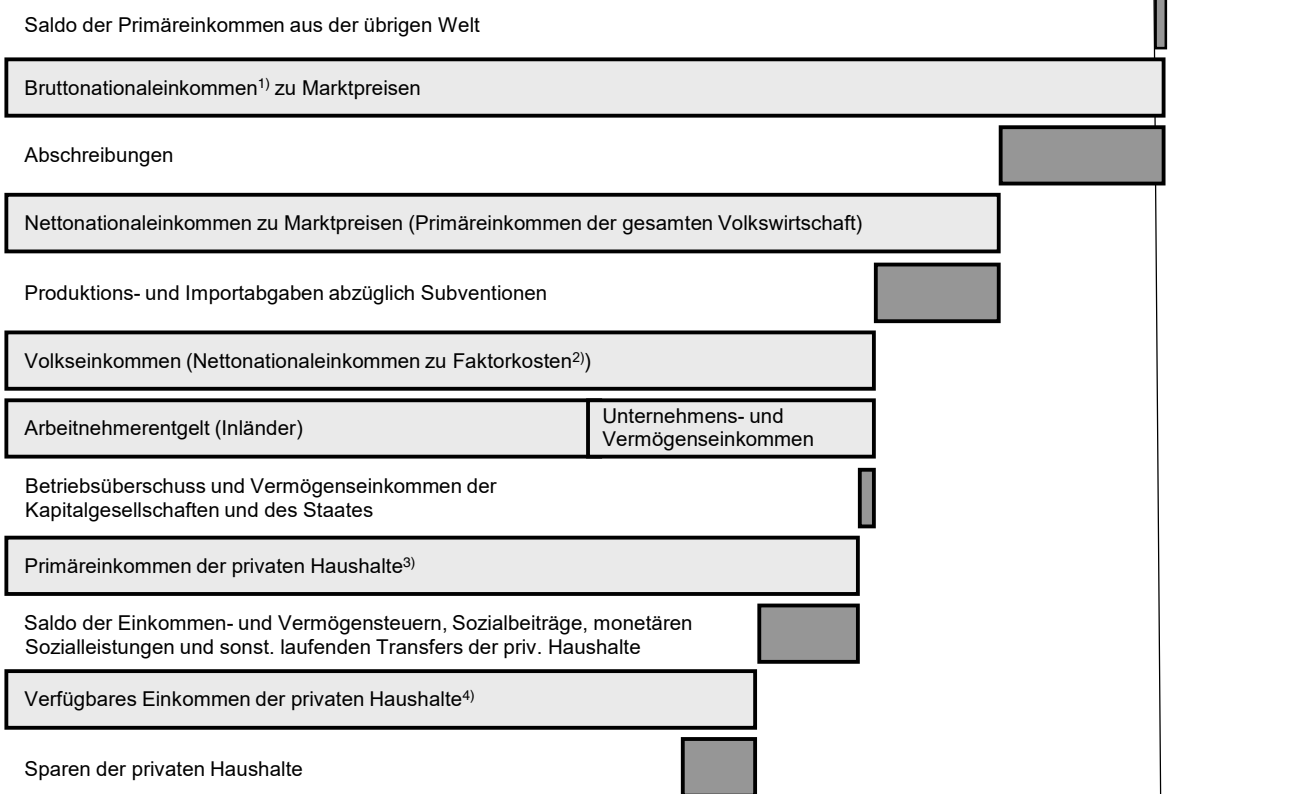 Saldo der Primäreinkommen aus der übrigen Welt
Bruttonationaleinkommen1) zu Marktpreisen
Abschreibungen
Nettonationaleinkommen zu Marktpreisen (Primäreinkommen der gesamten Volkswirtschaft)
Produktions- und Importabgaben abzüglich Subventionen
Volkseinkommen (Nettonationaleinkommen zu Faktorkosten2))
Arbeitnehmerentgelt (Inländer)
Unternehmens- und
Vermögenseinkommen
Betriebsüberschuss und Vermögenseinkommen der
Kapitalgesellschaften und des Staates
Primäreinkommen der privaten Haushalte3)
Saldo der Einkommen- und Vermögensteuern, Sozialbeiträge, monetären
Sozialleistungen und sonst. laufenden Transfers der priv. Haushalte
Verfügbares Einkommen der privaten Haushalte4)
Sparen der privaten Haushalte